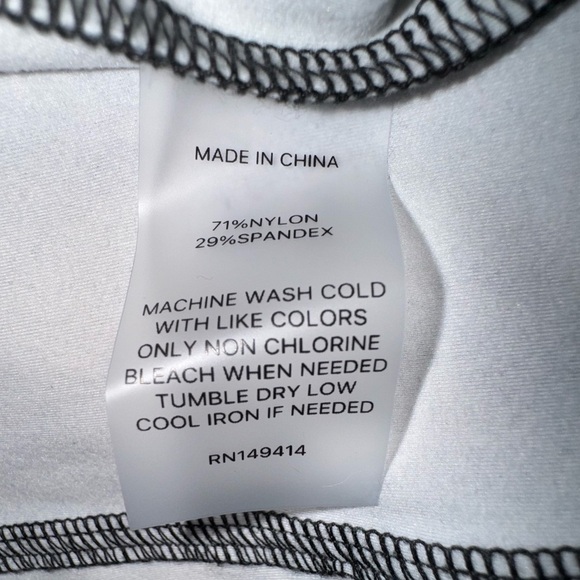 MADE IN CHINA
71%NYLON
29%SPANDEX
MACHINE WASH COLD
WITH LIKE COLORS
ONLY NON CHLORINE
BLEACH WHEN NEEDED
TUMBLE DRY LOW
COOL IRON IF NEEDED
RN149414